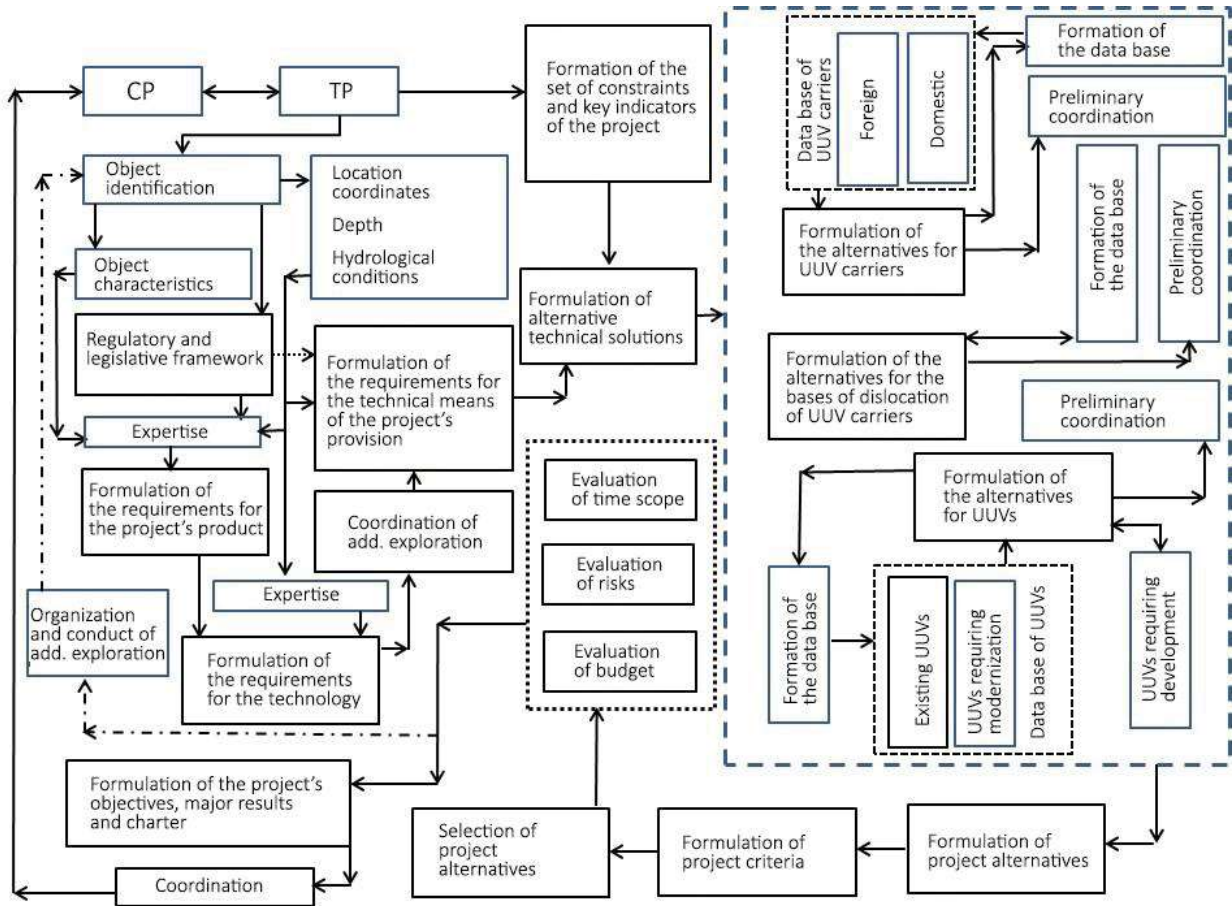 CP
TP
Formation of the
set of constraints
and key indicators
of the project
Object
identification
Location
coordinates
Depth
Hydrological
conditions
Object
characteristics
Regulatory and
legislative framework
Formulation of
the requirements for
the technical means
of the project's
provision
Formulation of
alternative
technical solutions
Expertise
Formulation of
the requirements for
the project's product
Coordination of
add. exploration
Expertise
Organization
and conduct of
add. exploration
Formulation of
the requirements
for the technology
Evaluation
of time scope
Evaluation
of risks
Evaluation
of budget
Formulation of the project's
objectives, major results
and charter
Coordination
Selection of
project alternatives
Formulation
of project criteria
Formulation of
project alternatives
Data base of
UUV carriers
Foreign
Domestic
Formation of
the data base
Preliminary
coordination
Formulation of
the alternatives for
UUV carriers
Formation of
the data base
Preliminary
coordination
Formulation of the
alternatives for the
bases of dislocation
of UUV carriers
Preliminary
coordination
Formulation of
the alternatives
for UUVs
Formation of
the data base
Existing UUVs
UUVs requiring
modernization
Data base of UUVs
UUVs requiring
development